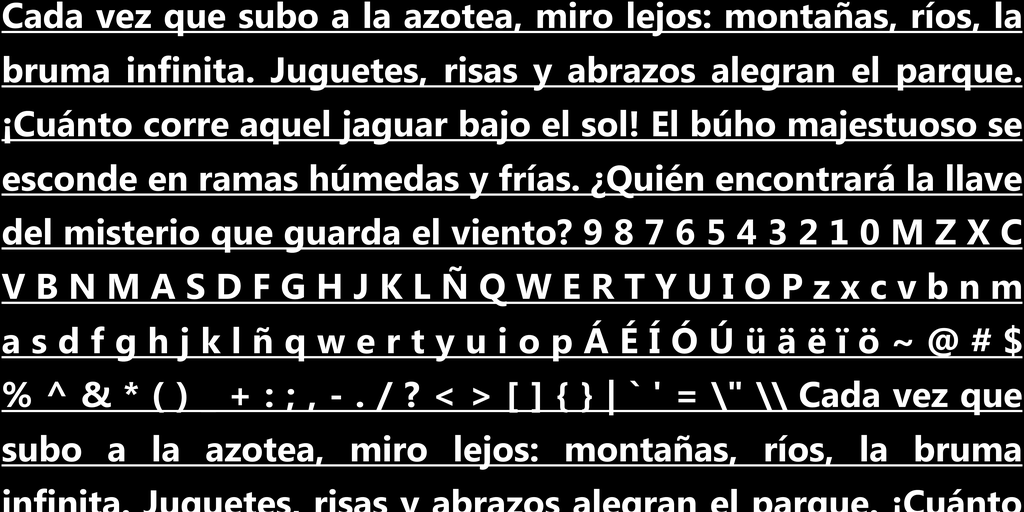 Cada vez que subo a la azotea, miro lejos: montañas, ríos, la
bruma infinita. Juguetes, risas y abrazos alegran el parque.
¡Cuánto corre aquel jaguar bajo el sol! El búho majestuoso se
esconde en ramas húmedas y frías. ¿Quién encontrará la llave
del misterio que guarda el viento? 9 8 7 6 5 4 3 2 1 0 M Z X C
V B N M A S D F G H J K L Ñ Q W E R T Y U I O P z x c v b n m
a s d f g h j k l ñ q w e r t y u i o p Á É Í Ó Ú ü ä ë ï ö ~ @ # $
% ^ & * ( ) _ + : ; , - . / ? < > [ ] { } | ` ' = \" \\ Cada vez que
subo a la azotea, miro lejos: montañas, ríos, la bruma
infinita. Juguetes, risas y abrazos alegran el parque. ¡Cuánto